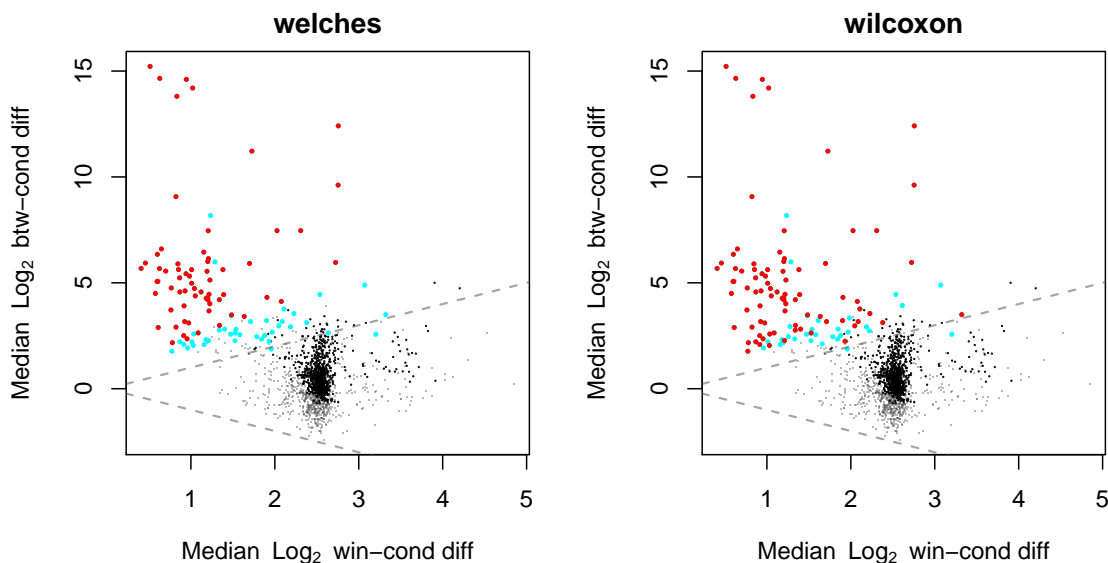 welches
Median Log₂ btw−cond diff
15
10
5
0
1 2 3 4 5
Median Log₂ win−cond diff
wilcoxon
Median Log₂ btw−cond diff
15
10
5
0
1 2 3 4 5
Median Log₂ win−cond diff